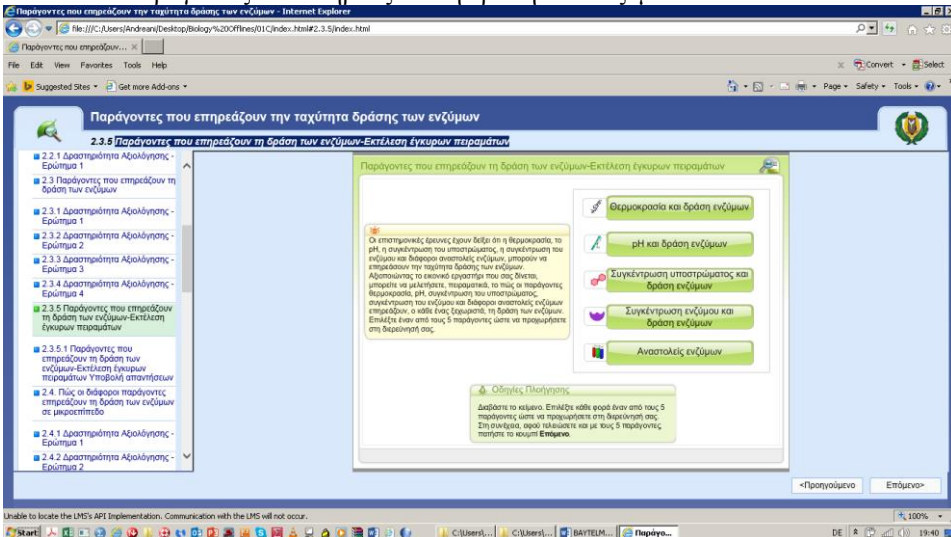 Παράγοντες που επηρεάζουν την ταχύτητα δράσης των ενζύμων - Internet Explorer
file:///C:/Users/Andreani/Desktop/Biology%20Offlines/01C/index.html#2.3.5/index.html
Παράγοντες που επηρεάζουν...
File Edit View Favorites Tools Help
Convert Select
Suggested Sites Get more Add-ons
Page Safety Tools
Παράγοντες που επηρεάζουν την ταχύτητα δράσης των ενζύμων
2.3.5 Παράγοντες που επηρεάζουν τη δράση των ενζύμων-Εκτέλεση έγκυρων πειραμάτων
2.2.1 Δραστηριότητα Αξιολόγησης -
Ερώτημα 1
2.3 Παράγοντες που επηρεάζουν τη
δράση των ενζύμων
2.3.1 Δραστηριότητα Αξιολόγησης -
Ερώτημα 1
2.3.2 Δραστηριότητα Αξιολόγησης -
Ερώτημα 2
2.3.3 Δραστηριότητα Αξιολόγησης -
Ερώτημα 3
2.3.4 Δραστηριότητα Αξιολόγησης -
Ερώτημα 4
2.3.5 Παράγοντες που επηρεάζουν
τη δράση των ενζύμων-Εκτέλεση
έγκυρων πειραμάτων
2.3.5.1 Παράγοντες που
επηρεάζουν τη δράση των
ενζύμων-Εκτέλεση έγκυρων
πειραμάτων Υποβολή απαντήσεων
2.4. Πώς οι διάφοροι παράγοντες
επηρεάζουν τη δράση των ενζύμων
σε μικροεπίπεδο
2.4.1 Δραστηριότητα Αξιολόγησης -
Ερώτημα 1
2.4.2 Δραστηριότητα Αξιολόγησης -
Ερώτημα 2
Παράγοντες που επηρεάζουν τη δράση των ενζύμων-Εκτέλεση έγκυρων πειραμάτων
Οι επιστημονικές έρευνες έχουν δείξει ότι η θερμοκρασία, το
pH, η συγκέντρωση του υποστρώματος, η συγκέντρωση του
ενζύμου και διάφοροι αναστολείς ενζύμων, μπορούν να
επηρεάσουν την ταχύτητα δράσης των ενζύμων.
Αξιοποιώντας το εικονικό εργαστήρι που σας δίνεται,
μπορείτε να μελετήσετε, πειραματικά, το πώς οι παράγοντες
θερμοκρασία, pH, συγκέντρωση του υποστρώματος,
συγκέντρωση του ενζύμου και διάφοροι αναστολείς ενζύμων
επηρεάζουν, ο κάθε ένας ξεχωριστά, τη δράση των ενζύμων.
Επιλέξτε έναν από τους 5 παράγοντες ώστε να προχωρήσετε
στη διερεύνησή σας.
Θερμοκρασία και δράση ενζύμων
pH και δράση ενζύμων
Συγκέντρωση υποστρώματος και
δράση ενζύμων
Συγκέντρωση ενζύμου και
δράση ενζύμων
Αναστολείς ενζύμων
Οδηγίες Πλοήγησης
Διαβάστε το κείμενο. Επιλέξτε κάθε φορά έναν από τους 5
παράγοντες ώστε να προχωρήσετε στη διερεύνησή σας.
Στη συνέχεια, αφού τελειώσετε και με τους 5 παράγοντες,
πατήστε το κουμπί Επόμενο.
<Προηγούμενο Επόμενο>
Unable to locate the LMS's API Implementation. Communication with the LMS will not occur.
100%
Start C:\Users\... C:\Users\... BAYTELM... Παράγο... DE 19:40